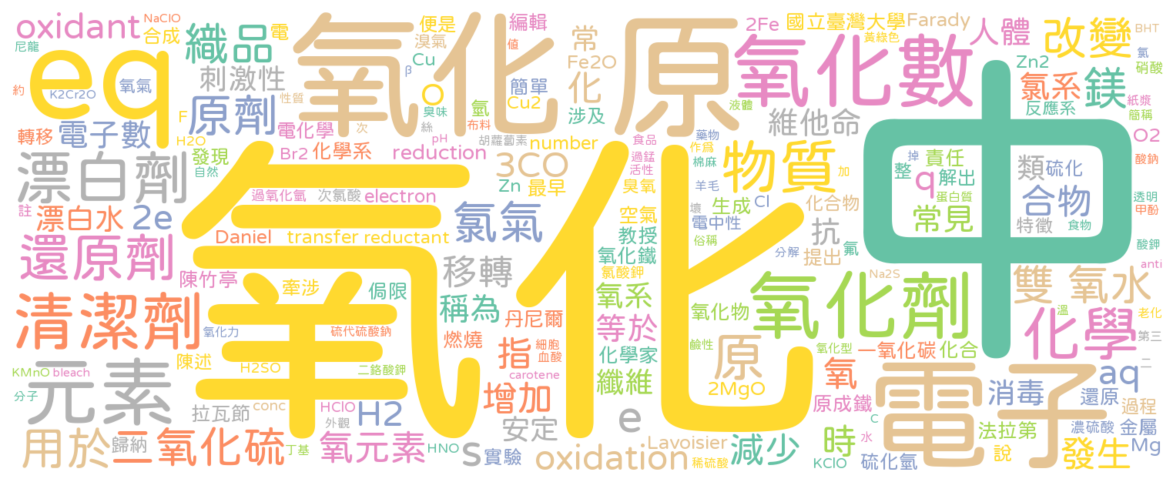 oxidant
NaClO
合成
尼龍
織品
電
eq
約
K2Cr2O
氧氣
刺激性
原劑
性質
轉移
電子數
F
H2O
發現
自然
漂白劑
漂白水
2e
註
還原劑
陳竹亭
清潔劑
氧化力
陳述
元素
KMnO
bleach
分子
用於
歸納
二氧化硫
拉瓦節
conc
丁基
氧化
原
便是
溴氣
β
Cu
O
臭味
編輯
值
簡單
Cu2
氫
布料
常
Fe2O
化
涉及
電化學
次
絲
pH
胡蘿蔔素
Br2
化學系
reduction
number
3CO
Zn
最早
過氧化氫
次氯酸
electron
氯氣
Daniel
transfer
reductant
移轉
牽涉
侷限
稱為
丹尼爾
燃燒
硫代硫酸鈉
細胞
血酸
指
H2SO
二鉻酸鉀
carotene
增加
HClO
外觀
H2
安定
氧元素
HNO
S
實驗
oxidation
氧化
2Fe
國立臺灣大學
Farady
黃綠色
人體
改變
BHT
氧化數
Zn2
氯系
鎂
氮
硝酸
液體
反應系
紙漿
簡稱
維他命
O2
食品
藥物
作為
過錳
活性
棉麻
物質
臭氧
羊毛
加
空氣
生成
Cl
壞
電中性
教授
俗稱
氧化鐵
氯酸鉀
分解
化合物
抗
提出
氟
中
整
掉
責任
q
解出
蛋白質
常見
類
硫化
合物
特徵
食物
酸鈉
透明
甲酚
酸鉀
anti
氧系
等於
氧化物
鹼性
化學家
纖維
原
2MgO
e
Lavoisier
稀硫酸
減少
氧化劑
Na2S
雙
氧水
溫
老化
化學
第三
氧化型
一氧化碳
化合
二
氧
原成鐵
電子
時
C
水
KClO
硫化氫
法拉第
說
消毒
aq
還原
過程
濃硫酸
金屬
發生
Mg